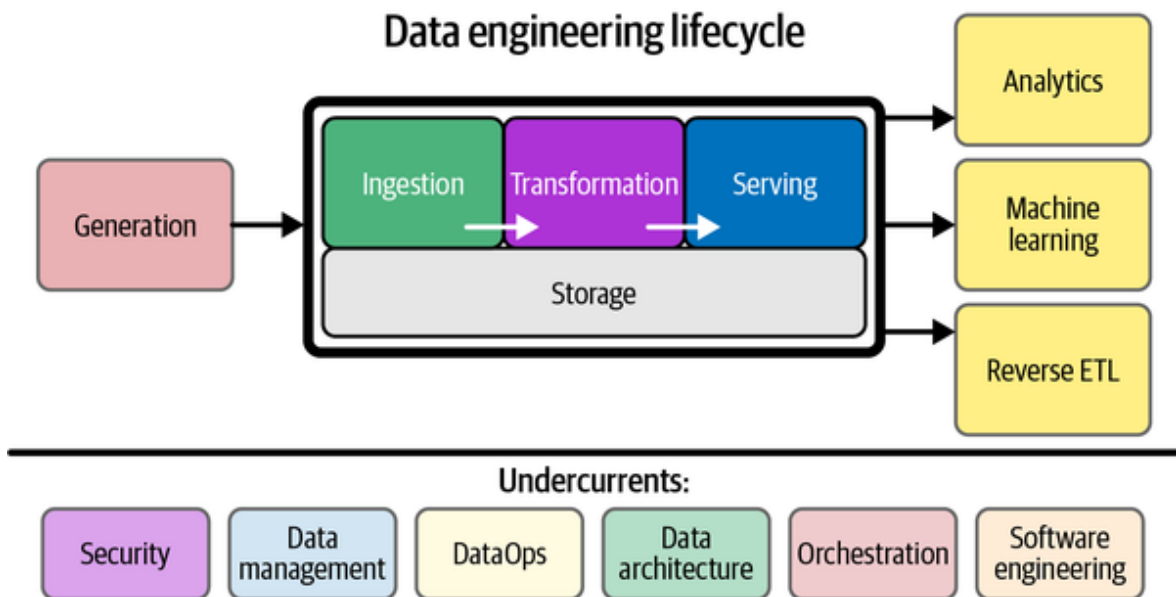 Data engineering lifecycle
Generation
Ingestion
Transformation
Serving
Storage
Analytics
Machine
learning
Reverse ETL
Undercurrents:
Security
Data
management
DataOps
Data
architecture
Orchestration
Software
engineering